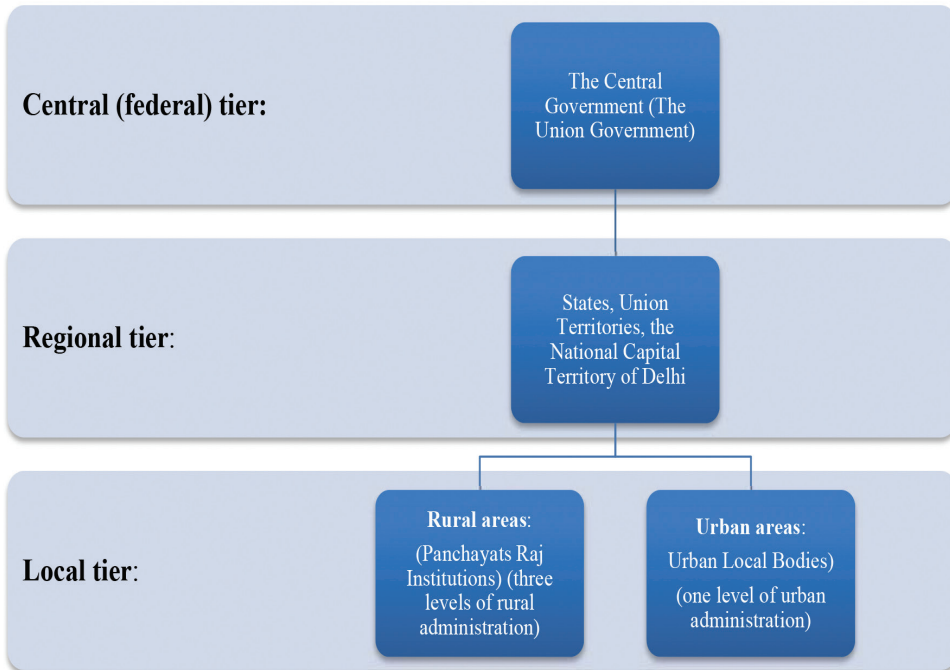 Central (federal) tier:
The Central
Government (The
Union Government)
Regional tier:
States, Union
Territories, the
National Capital
Territory of Delhi
Local tier:
Rural areas:
(Panchayats Raj
Institutions) (three
levels of rural
administration)
Urban areas:
Urban Local Bodies)
(one level of urban
administration)